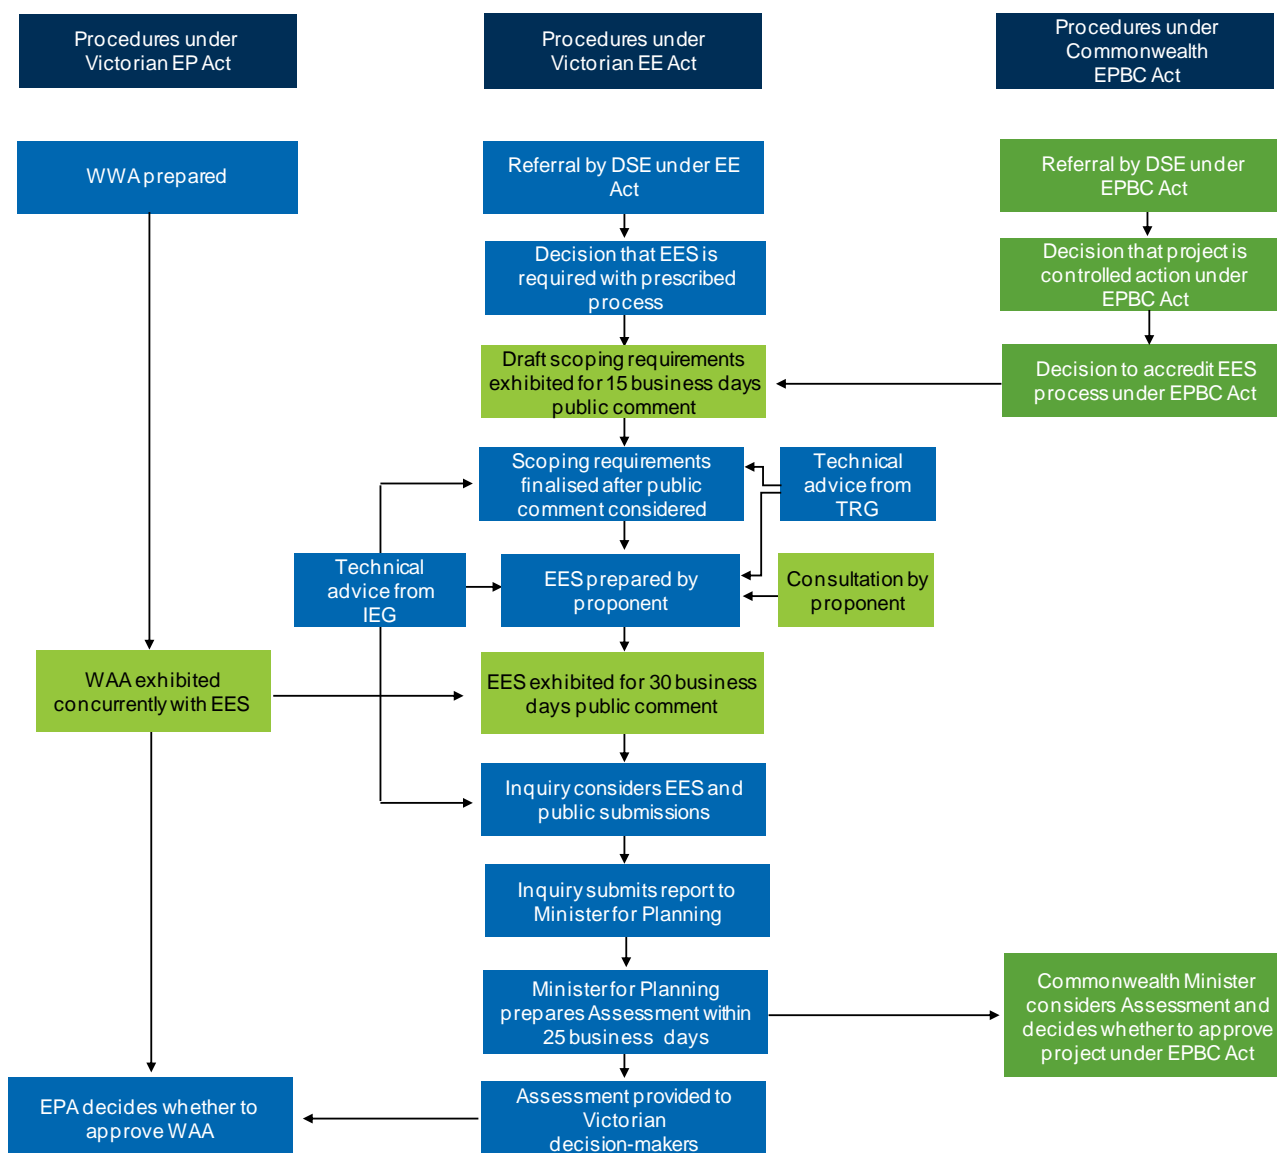 Procedures under
Victorian EP Act
Procedures under
Victorian EE Act
Procedures under
Commonwealth
EPBC Act
WWA prepared
Referral by DSE under EE
Act
Referral by DSE under
EPBC Act
Decision that EES is
required with prescribed
process
Decision that project is
controlled action under
EPBC Act
Draft scoping requirements
exhibited for 15 business days
public comment
Decision to accredit EES
process under EPBC Act
Scoping requirements
finalised after public
comment considered
Technical
advice from
TRG
Technical
advice from
IEG
EES prepared by
proponent
Consultation by
proponent
WAA exhibited
concurrently with EES
EES exhibited for 30 business
days public comment
Inquiry considers EES and
public submissions
Inquiry submits report to
Minister for Planning
Minister for Planning
prepares Assessment within
25 business days
Commonwealth Minister
considers Assessment and
decides whether to approve
project under EPBC Act
EPA decides whether to
approve WAA
Assessment provided to
Victorian
decision-makers